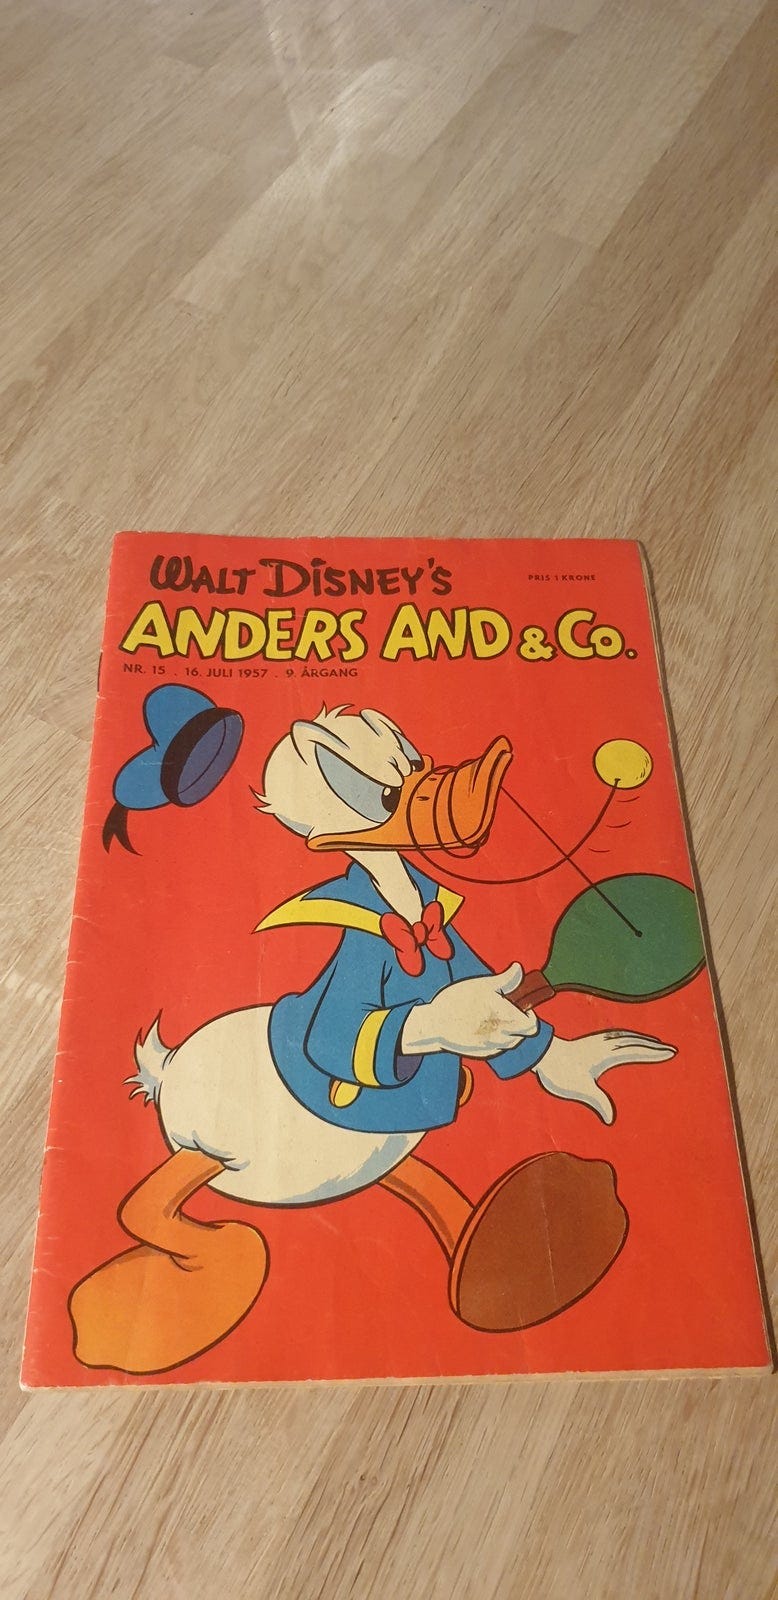 WALT DISNEY'S
PRIS 1 KRONE
ANDERS AND & CO.
NR. 15 . 16. JULI 1957 . 9. ÅRGANG